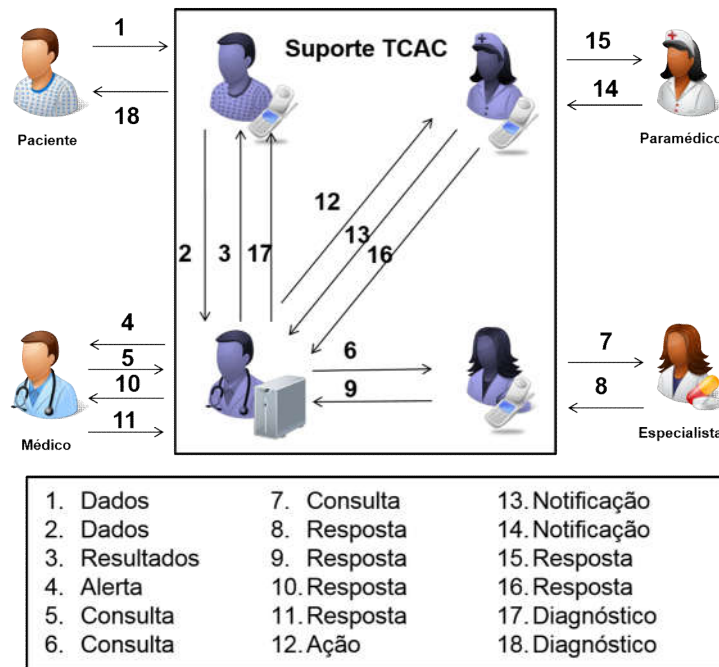 1
Suporte TCAC
15
18
14
Paciente
Paramédico
12
13
2
3
17
16
4
6
7
5
10
9
8
11
Médico
Especialista
1. Dados
2. Dados
3. Resultados
4. Alerta
5. Consulta
6. Consulta
7. Consulta
8. Resposta
9. Resposta
10. Resposta
11. Resposta
12. Ação
13. Notificação
14. Notificação
15. Resposta
16. Resposta
17. Diagnóstico
18. Diagnóstico